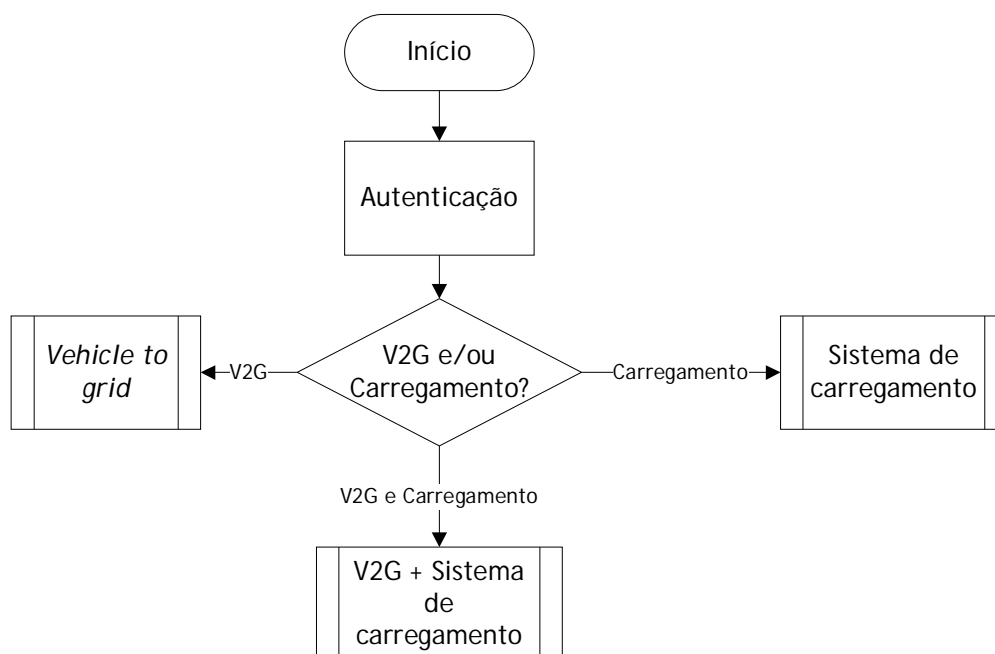 Início
Autenticação
Vehicle to
grid
V2G
V2G e/ou
Carregamento?
Carregamento
Sistema de
carregamento
V2G e Carregamento
V2G + Sistema
de
carregamento